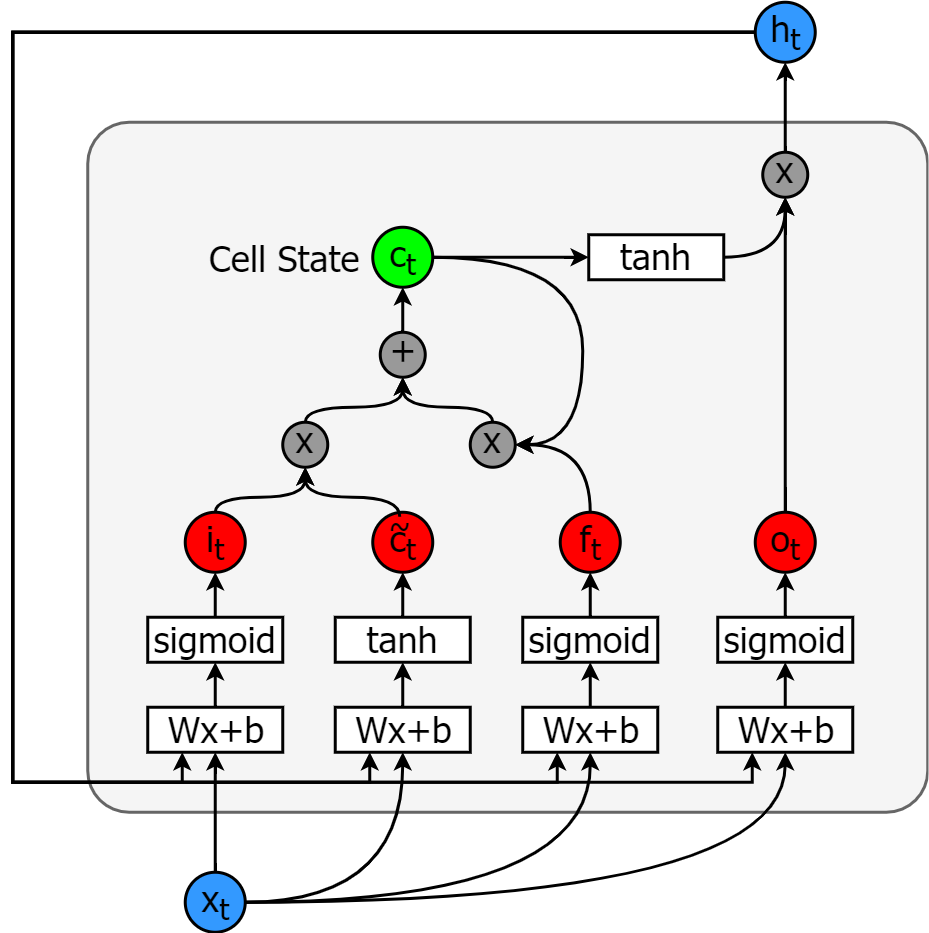 hₜ
x
Cell State
cₜ
tanh
+
x
x
iₜ
c̃ₜ
fₜ
oₜ
sigmoid
tanh
sigmoid
sigmoid
Wx+b
Wx+b
Wx+b
Wx+b
xₜ